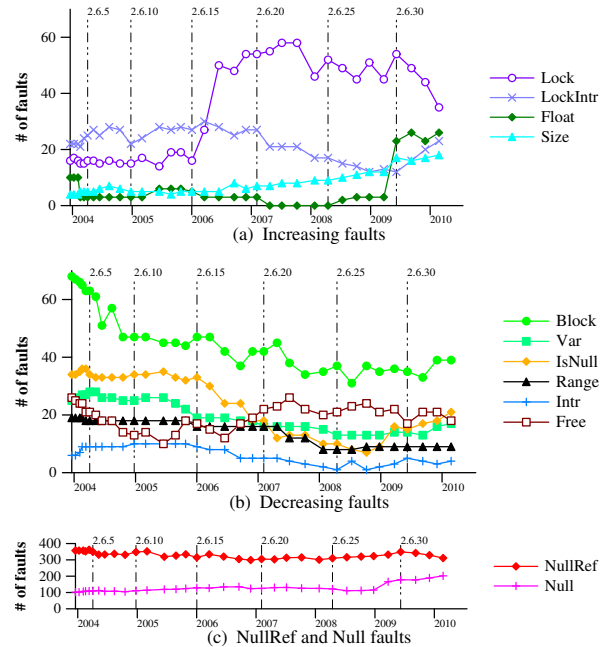 2.6.5 2.6.10 2.6.15 2.6.20 2.6.25 2.6.30
60
40
20
0
# of faults
2004 2005 2006 2007 2008 2009 2010
Lock
LockIntr
Float
Size
(a) Increasing faults
2.6.5 2.6.10 2.6.15 2.6.20 2.6.25 2.6.30
60
40
20
0
# of faults
2004 2005 2006 2007 2008 2009 2010
Block
Var
IsNull
Range
Intr
Free
(b) Decreasing faults
2.6.5 2.6.10 2.6.15 2.6.20 2.6.25 2.6.30
400
300
200
100
0
# of faults
2004 2005 2006 2007 2008 2009 2010
NullRef
Null
(c) NullRef and Null faults